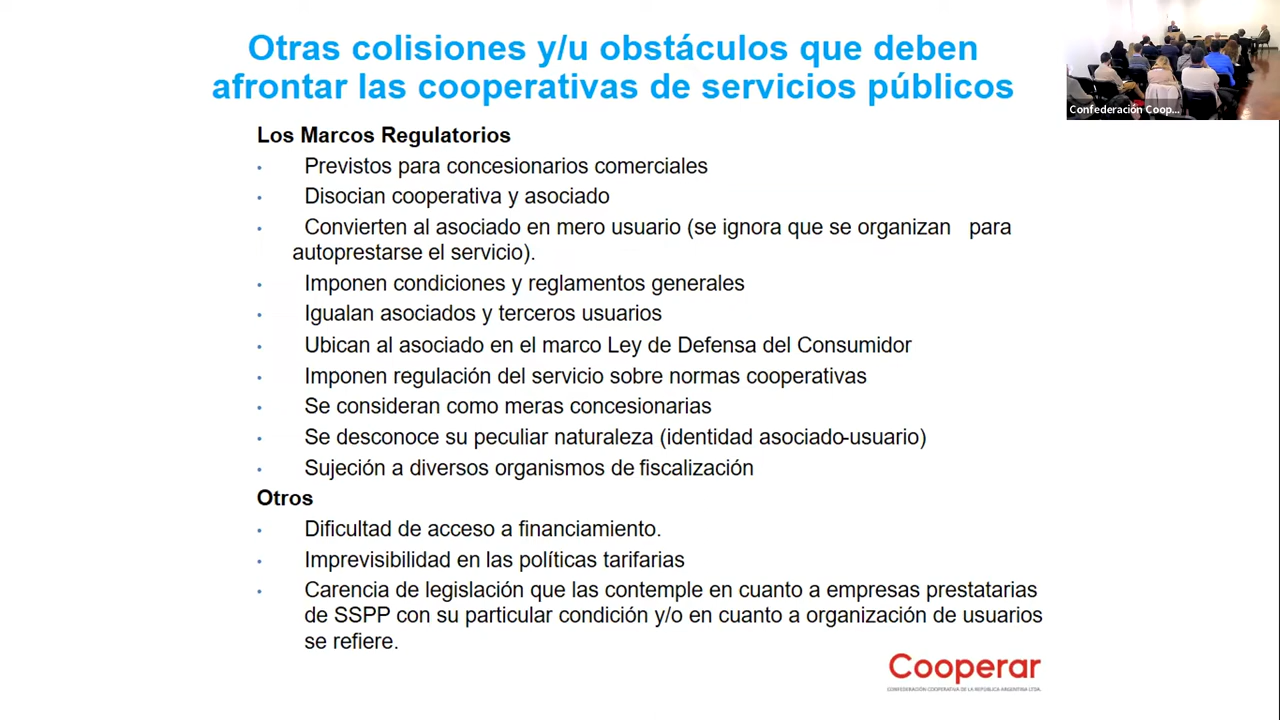 Otras colisiones y/u obstáculos que deben
afrontar las cooperativas de servicios públicos
Confederación Coop...
Los Marcos Regulatorios
• Previstos para concesionarios comerciales
• Disocian cooperativa y asociado
• Convierten al asociado en mero usuario (se ignora que se organizan para
autoprestarse el servicio).
• Imponen condiciones y reglamentos generales
• Igualan asociados y terceros usuarios
• Ubican al asociado en el marco Ley de Defensa del Consumidor
• Imponen regulación del servicio sobre normas cooperativas
• Se consideran como meras concesionarias
• Se desconoce su peculiar naturaleza (identidad asociado-usuario)
• Sujeción a diversos organismos de fiscalización
Otros
• Dificultad de acceso a financiamiento.
• Imprevisibilidad en las políticas tarifarias
• Carencia de legislación que las contemple en cuanto a empresas prestatarias
de SSPP con su particular condición y/o en cuanto a organización de usuarios
se refiere.
Cooperar
CONFEDERACIÓN COOPERATIVA DE LA REPÚBLICA ARGENTINA LTDA.